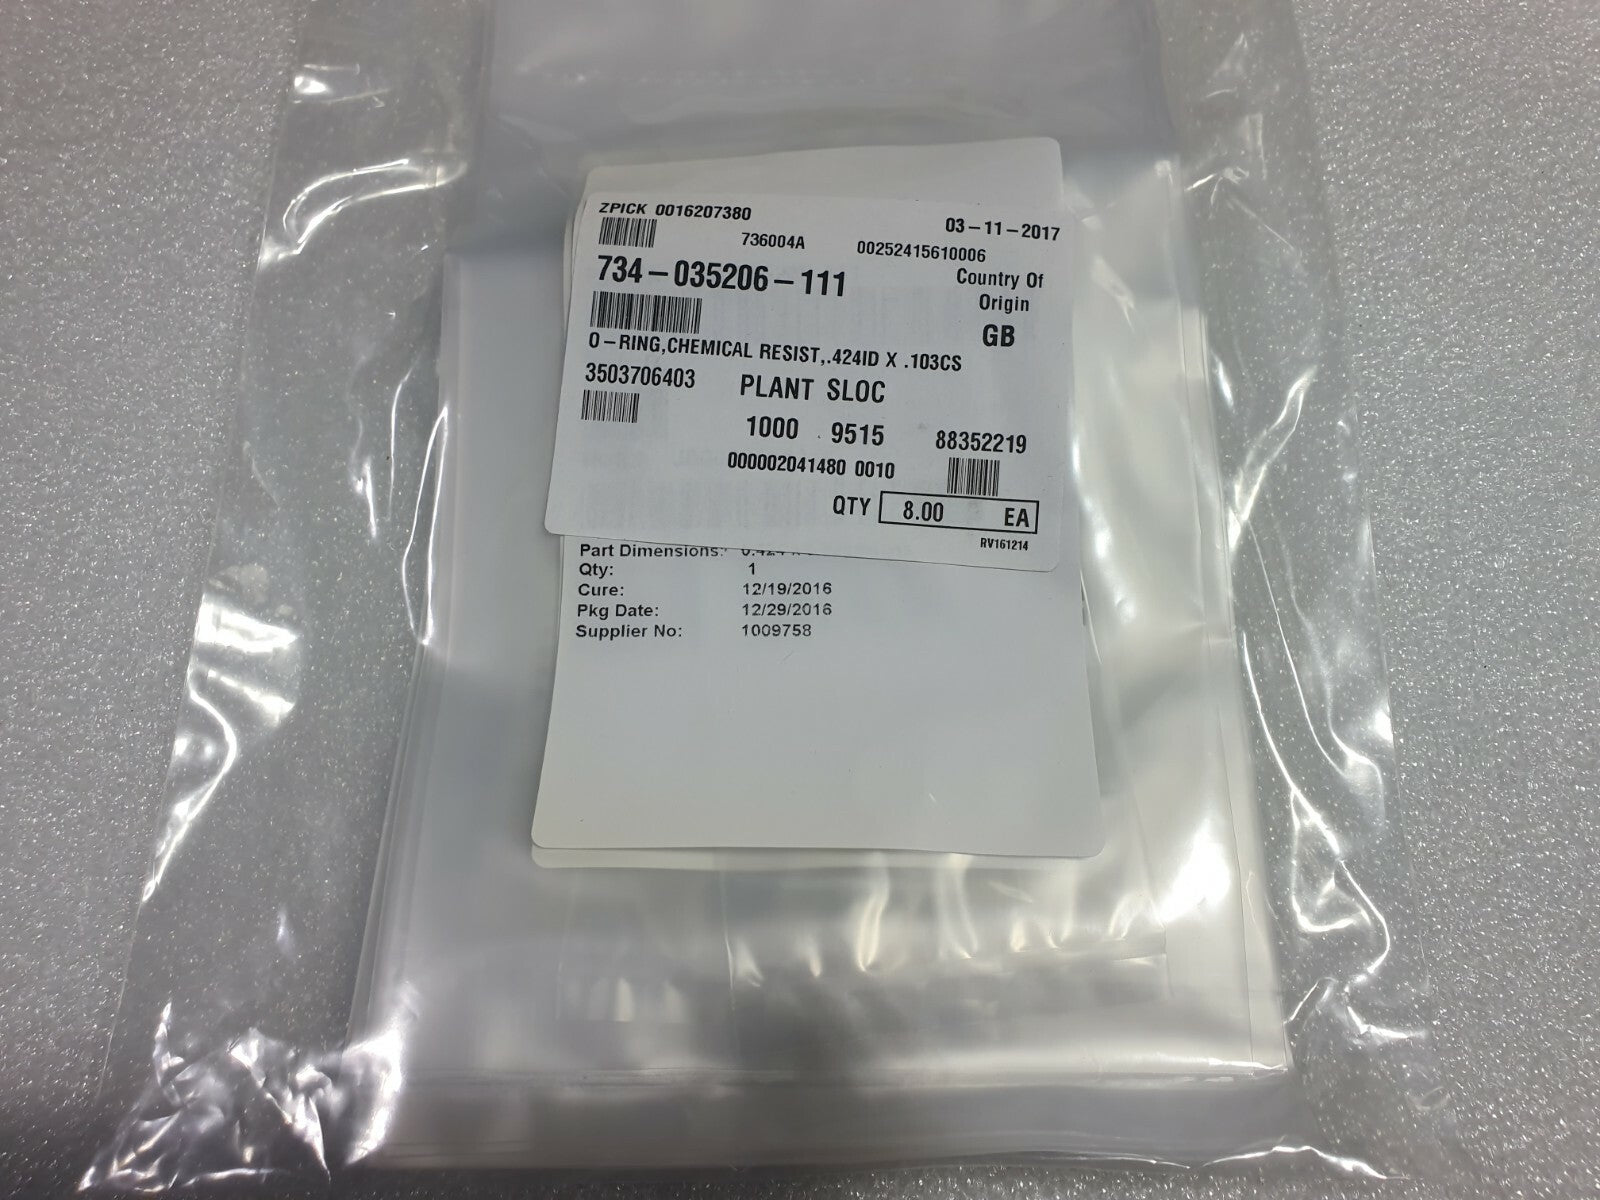 ZPICK 0016207380
03-11-2017
736004A
00252415610006
734-035206-111
Country Of
Origin
GB
O-RING,CHEMICAL RESIST,.424ID X .103CS
3503706403
PLANT SLOC
1000 9515
88352219
000002041480 0010
QTY 8.00 EA
RV161214
Part Dimensions:
Qty: 1
Cure: 12/19/2016
Pkg Date: 12/29/2016
Supplier No: 1009758